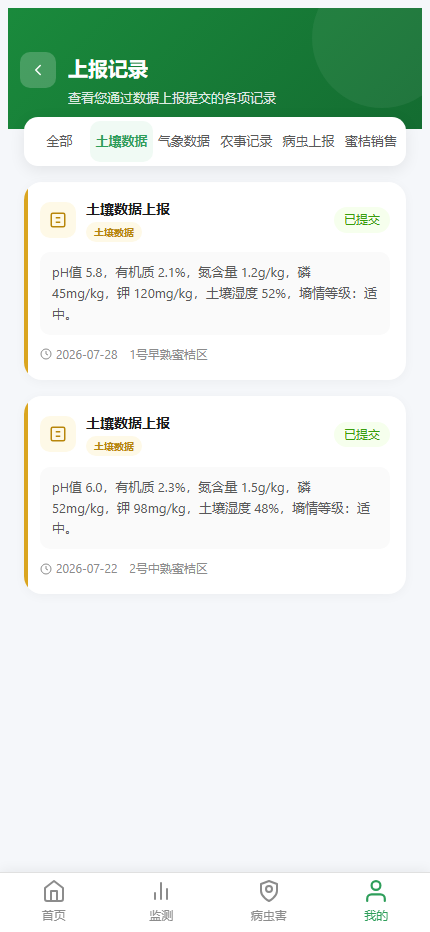 上报记录
查看您通过数据上报提交的各项记录
全部 土壤数据 气象数据 农事记录 病虫上报 蜜桔销售
土壤数据上报
土壤数据
已提交
pH值 5.8，有机质 2.1%，氮含量 1.2g/kg，磷
45mg/kg，钾 120mg/kg，土壤湿度 52%，墒情等级：适
中。
2026-07-28 1号早熟蜜桔区
土壤数据上报
土壤数据
已提交
pH值 6.0，有机质 2.3%，氮含量 1.5g/kg，磷
52mg/kg，钾 98mg/kg，土壤湿度 48%，墒情等级：适
中。
2026-07-22 2号中熟蜜桔区
首页 监测 病虫害 我的